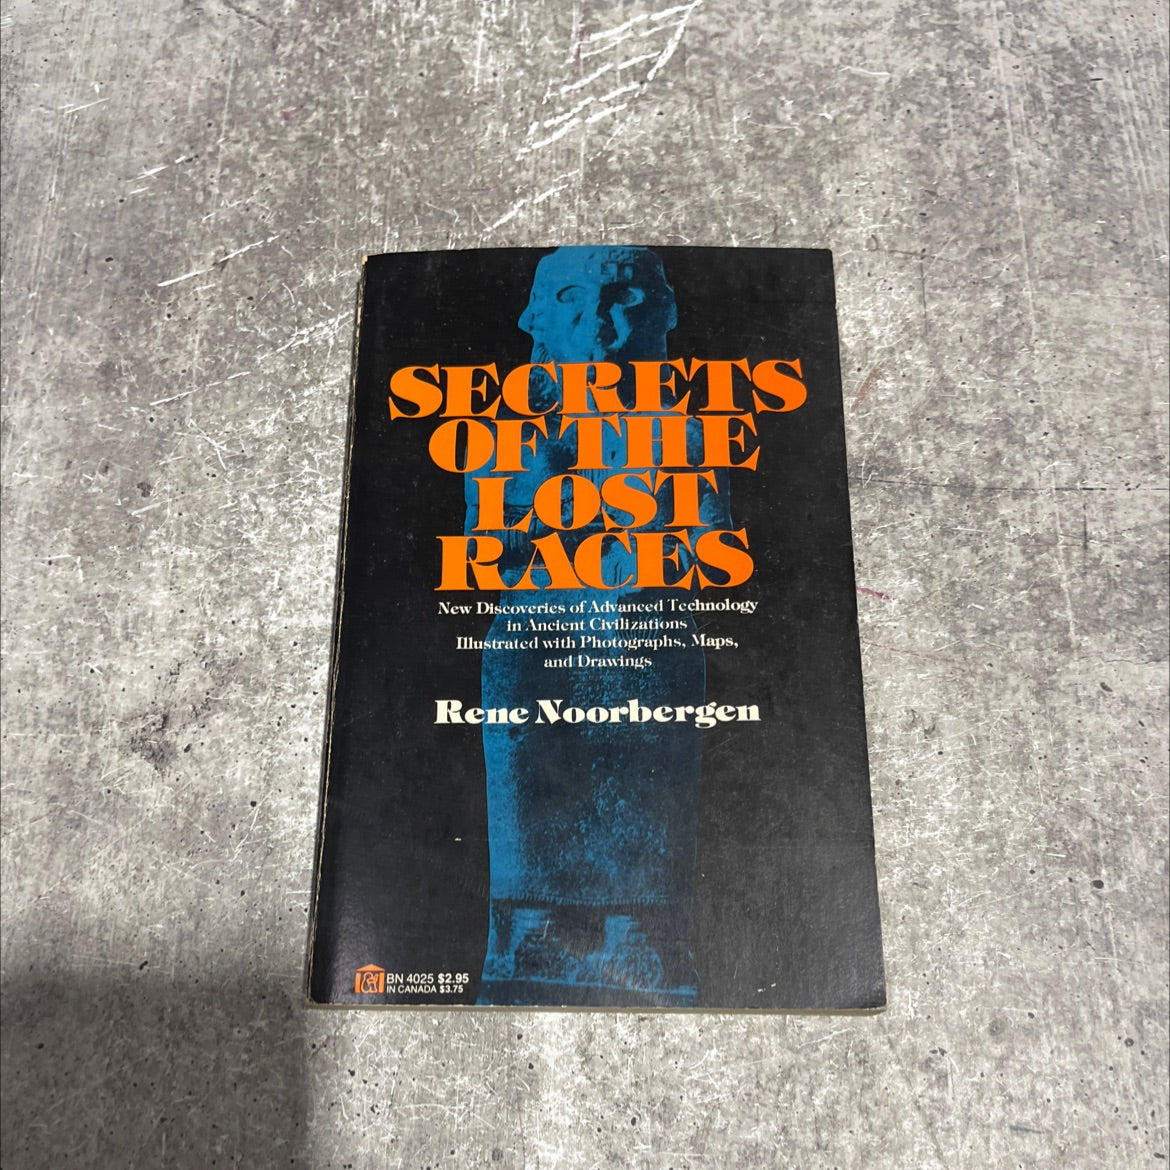 SECRETS
OF THE
LOST
RACES
New Discoveries of Advanced Technology
in Ancient Civilizations
Illustrated with Photographs, Maps,
and Drawings
Rene Noorbergen
BN 4025 $2.95
IN CANADA $3.75